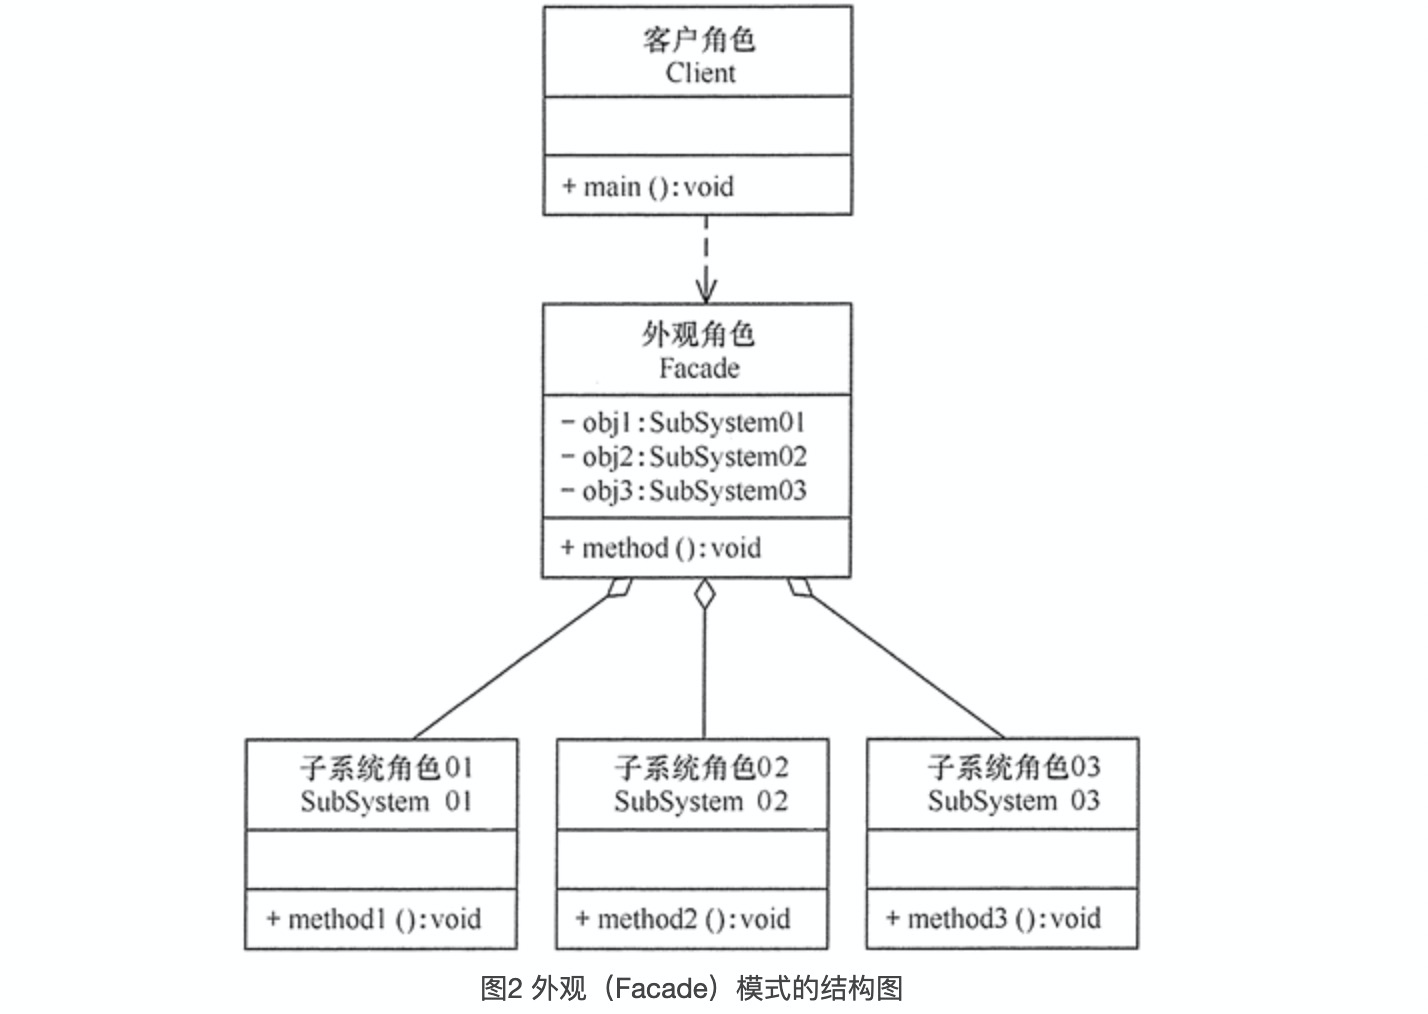 客户角色
Client
+ main ():void
外观角色
Facade
- obj1:SubSystem01
- obj2:SubSystem02
- obj3:SubSystem03
+ method ():void
子系统角色01
SubSystem 01
+ method1 ():void
子系统角色02
SubSystem 02
+ method2 ():void
子系统角色03
SubSystem 03
+ method3 ():void
图2 外观（Facade）模式的结构图